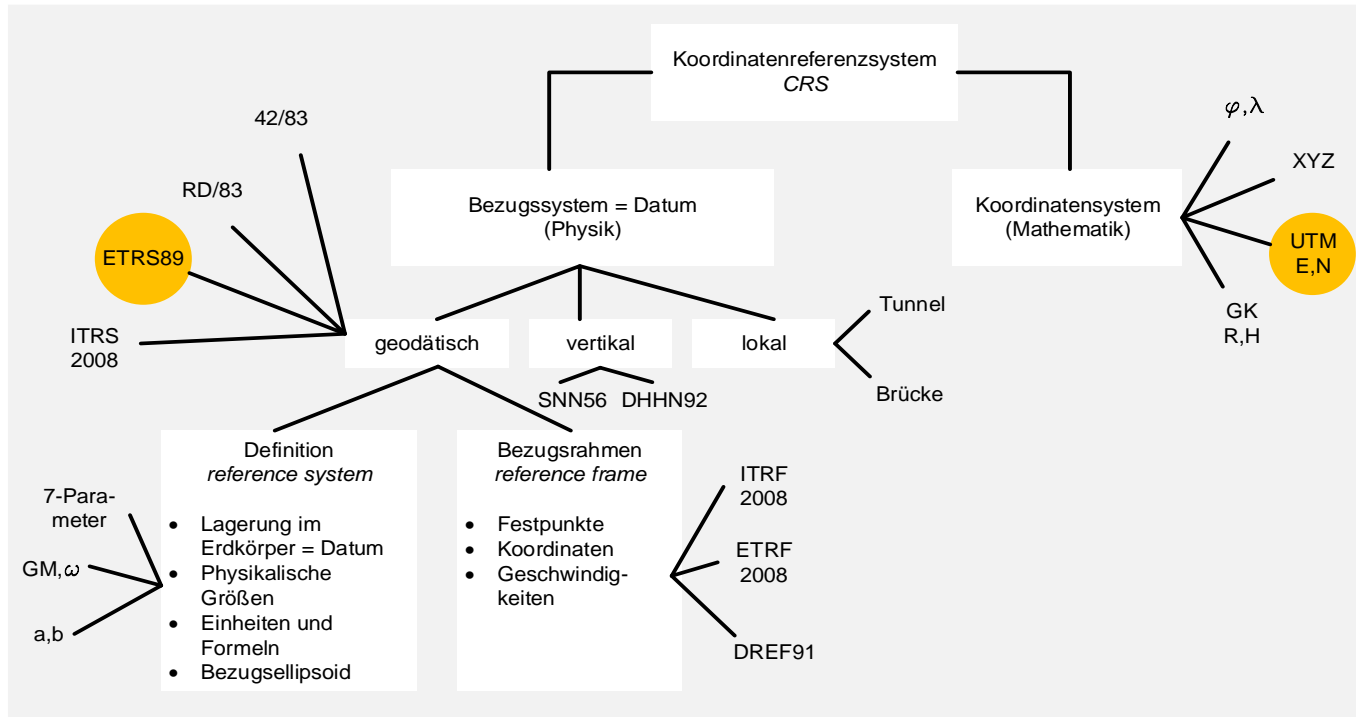 Koordinatenreferenzsystem
CRS
42/83
φ,λ
XYZ
RD/83
Bezugssystem = Datum
(Physik)
Koordinatensystem
(Mathematik)
ETRS89
UTM
E,N
GK
R,H
ITRS
2008
geodätisch
vertikal
lokal
Tunnel
Brücke
SNN56
DHHN92
Definition
reference system
• Lagerung im
Erdkörper = Datum
• Physikalische
Größen
• Einheiten und
Formeln
• Bezugsellipsoid
7-Para-
meter
GM,ω
a,b
Bezugsrahmen
reference frame
• Festpunkte
• Koordinaten
• Geschwindig-
keiten
ITRF
2008
ETRF
2008
DREF91